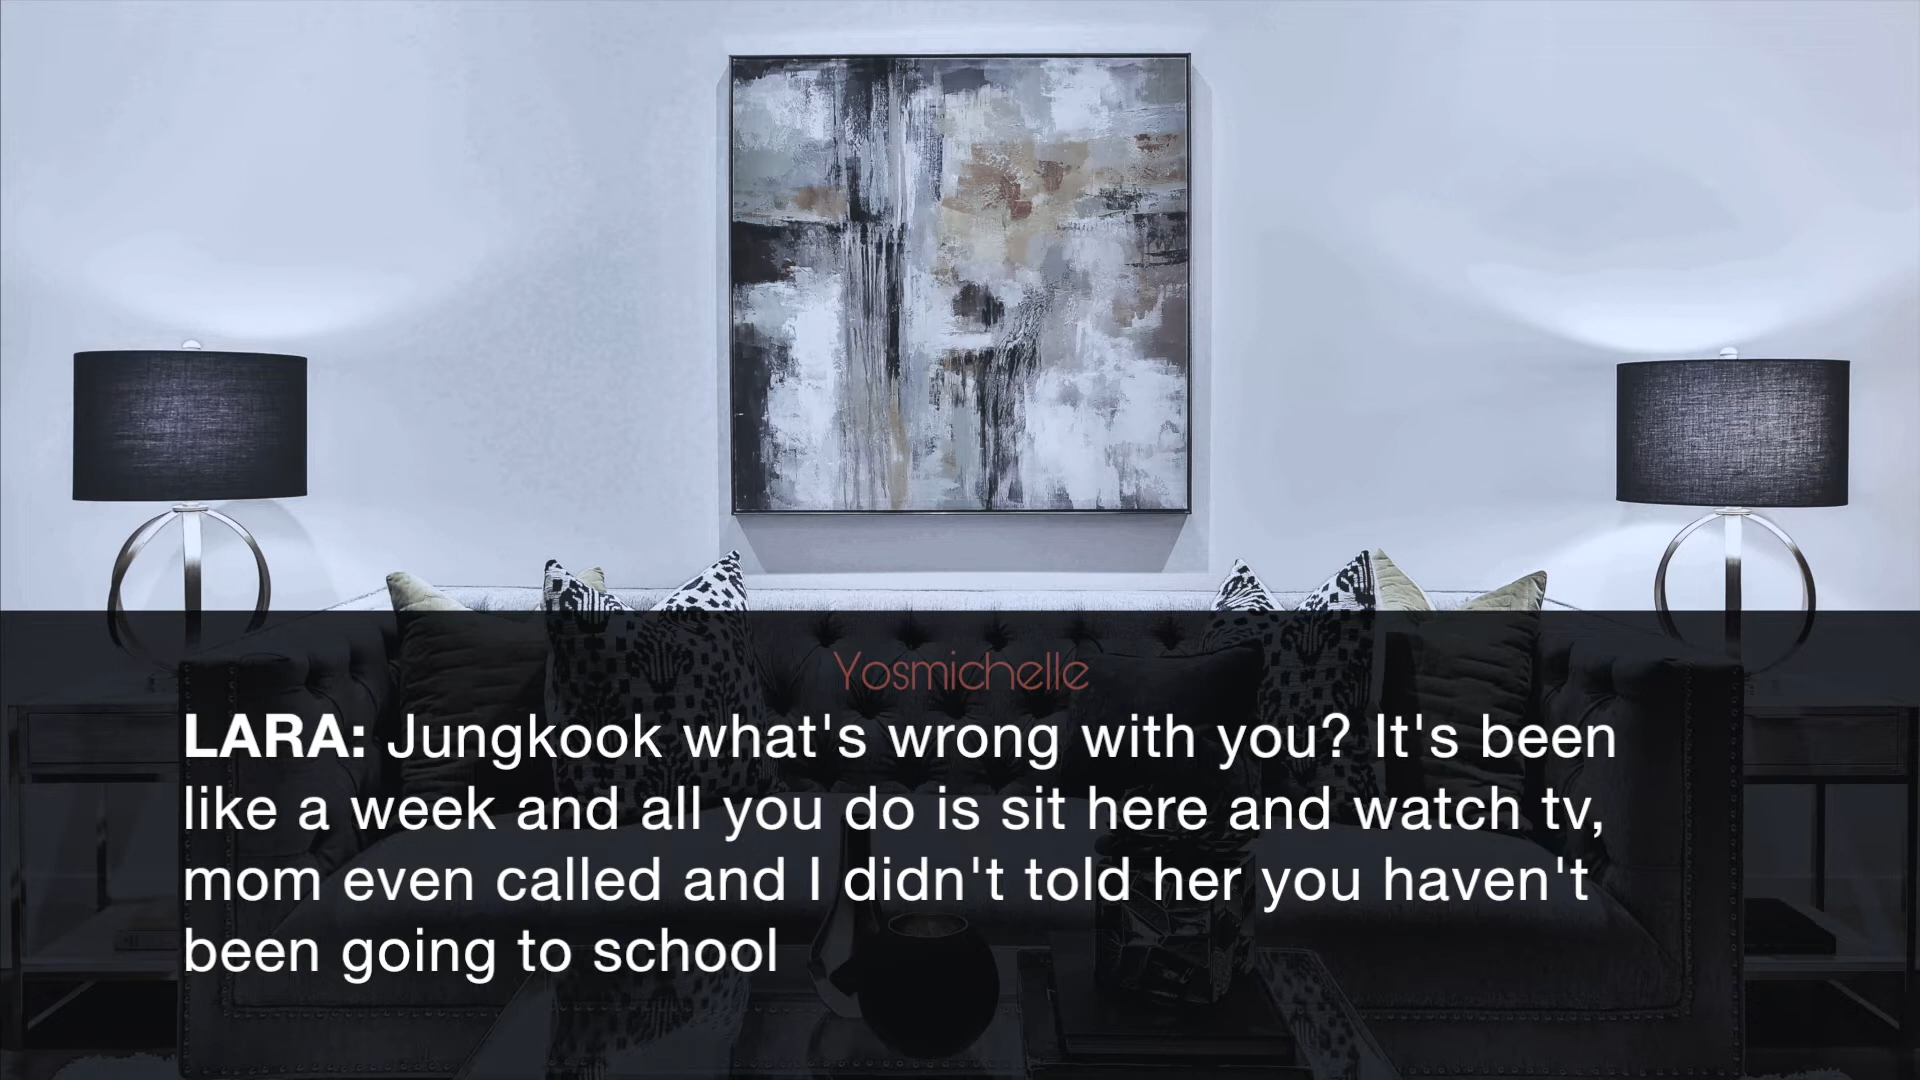 Yosmichelle
LARA: Jungkook what's wrong with you? It's been
like a week and all you do is sit here and watch tv,
mom even called and I didn't told her you haven't
been going to school